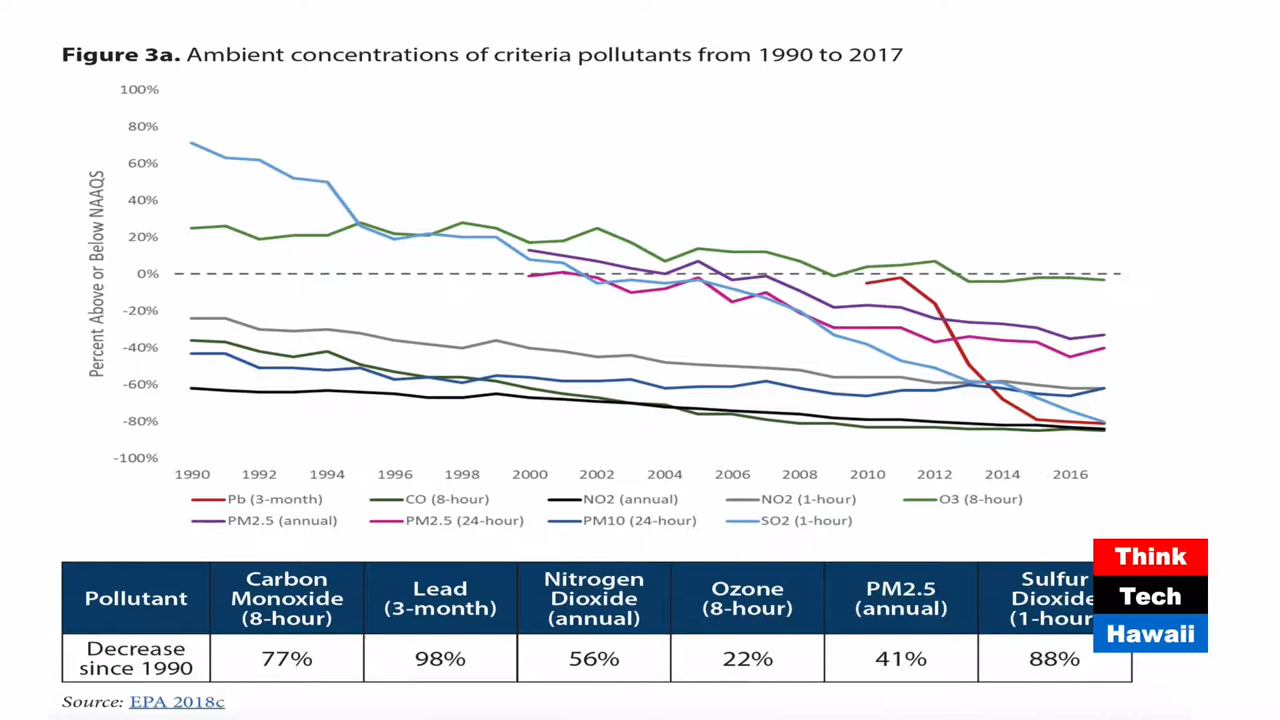 Figure 3a. Ambient concentrations of criteria pollutants from 1990 to 2017
100%
80%
60%
40%
20%
0%
-20%
-40%
-60%
-80%
-100%
Percent Above or Below NAAQS
1990 1992 1994 1996 1998 2000 2002 2004 2006 2008 2010 2012 2014 2016
Pb (3-month) CO (8-hour) NO2 (annual) NO2 (1-hour) O3 (8-hour)
PM2.5 (annual) PM2.5 (24-hour) PM10 (24-hour) SO2 (1-hour)
Pollutant
Carbon
Monoxide
(8-hour)
Lead
(3-month)
Nitrogen
Dioxide
(annual)
Ozone
(8-hour)
PM2.5
(annual)
Sulfur
Dioxide
(1-hour
Decrease
since 1990
77% 98% 56% 22% 41% 88%
Source: EPA 2018c
Think
Tech
Hawaii